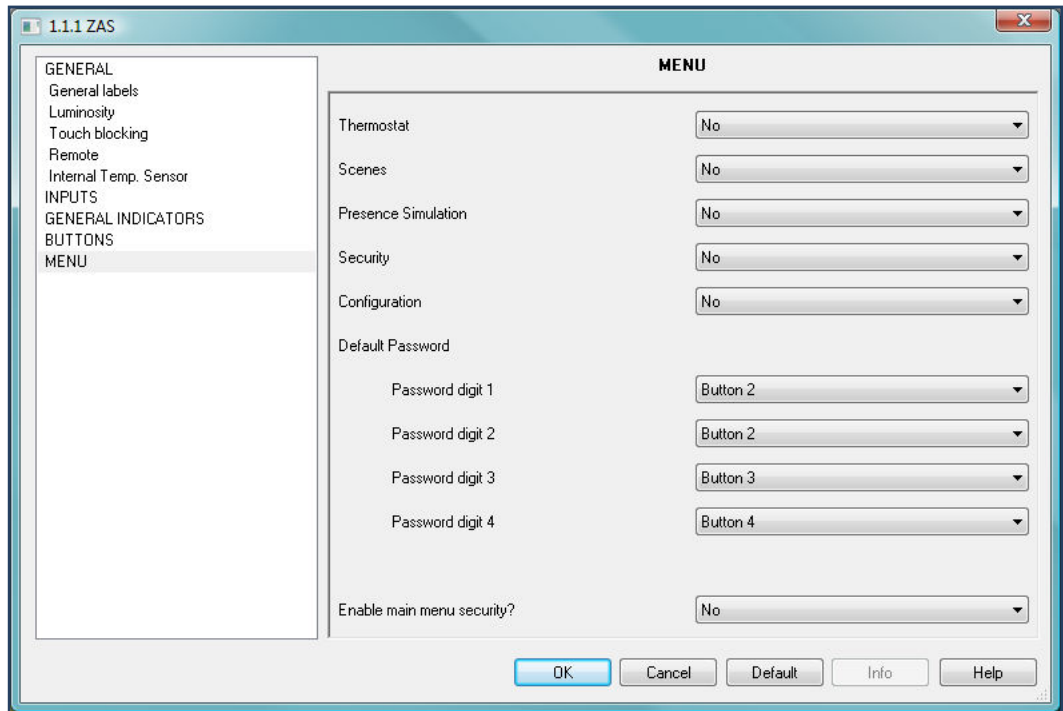 1.1.1 ZAS
GENERAL
General labels
Luminosity
Touch blocking
Remote
Internal Temp. Sensor
INPUTS
GENERAL INDICATORS
BUTTONS
MENU
MENU
Thermostat No
Scenes No
Presence Simulation No
Security No
Configuration No
Default Password
Password digit 1 Button 2
Password digit 2 Button 2
Password digit 3 Button 3
Password digit 4 Button 4
Enable main menu security? No
OK Cancel Default Info Help